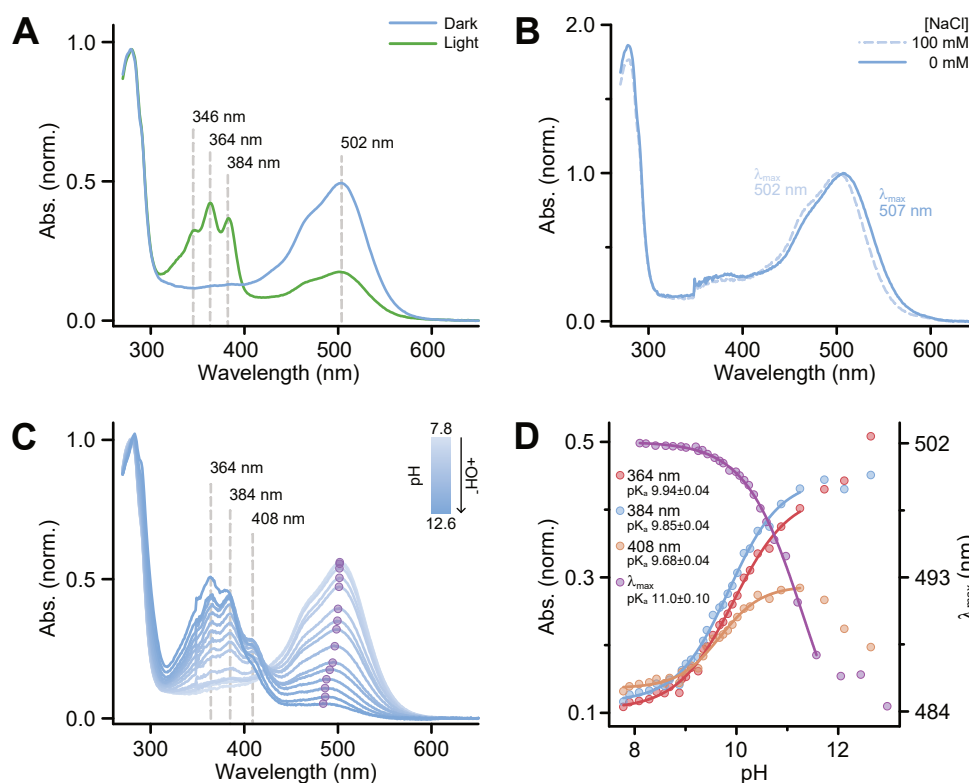 A
Dark
Light
1.0
0.5
0.0
Abs. (norm.)
346 nm
364 nm
384 nm
502 nm
300
400
500
600
Wavelength (nm)
B
[NaCl]
100 mM
0 mM
2.0
1.0
0.0
Abs. (norm.)
λmax
502 nm
λmax
507 nm
300
400
500
600
Wavelength (nm)
C
1.0
0.5
0.0
Abs. (norm.)
364 nm
384 nm
408 nm
7.8
pH
+OH-
12.6
300
400
500
600
Wavelength (nm)
D
0.5
0.3
0.1
Abs. (norm.)
364 nm
pKa 9.94±0.04
384 nm
pKa 9.85±0.04
408 nm
pKa 9.68±0.04
λmax
pKa 11.0±0.10
502
493
484
λmax (nm)
8
10
12
pH